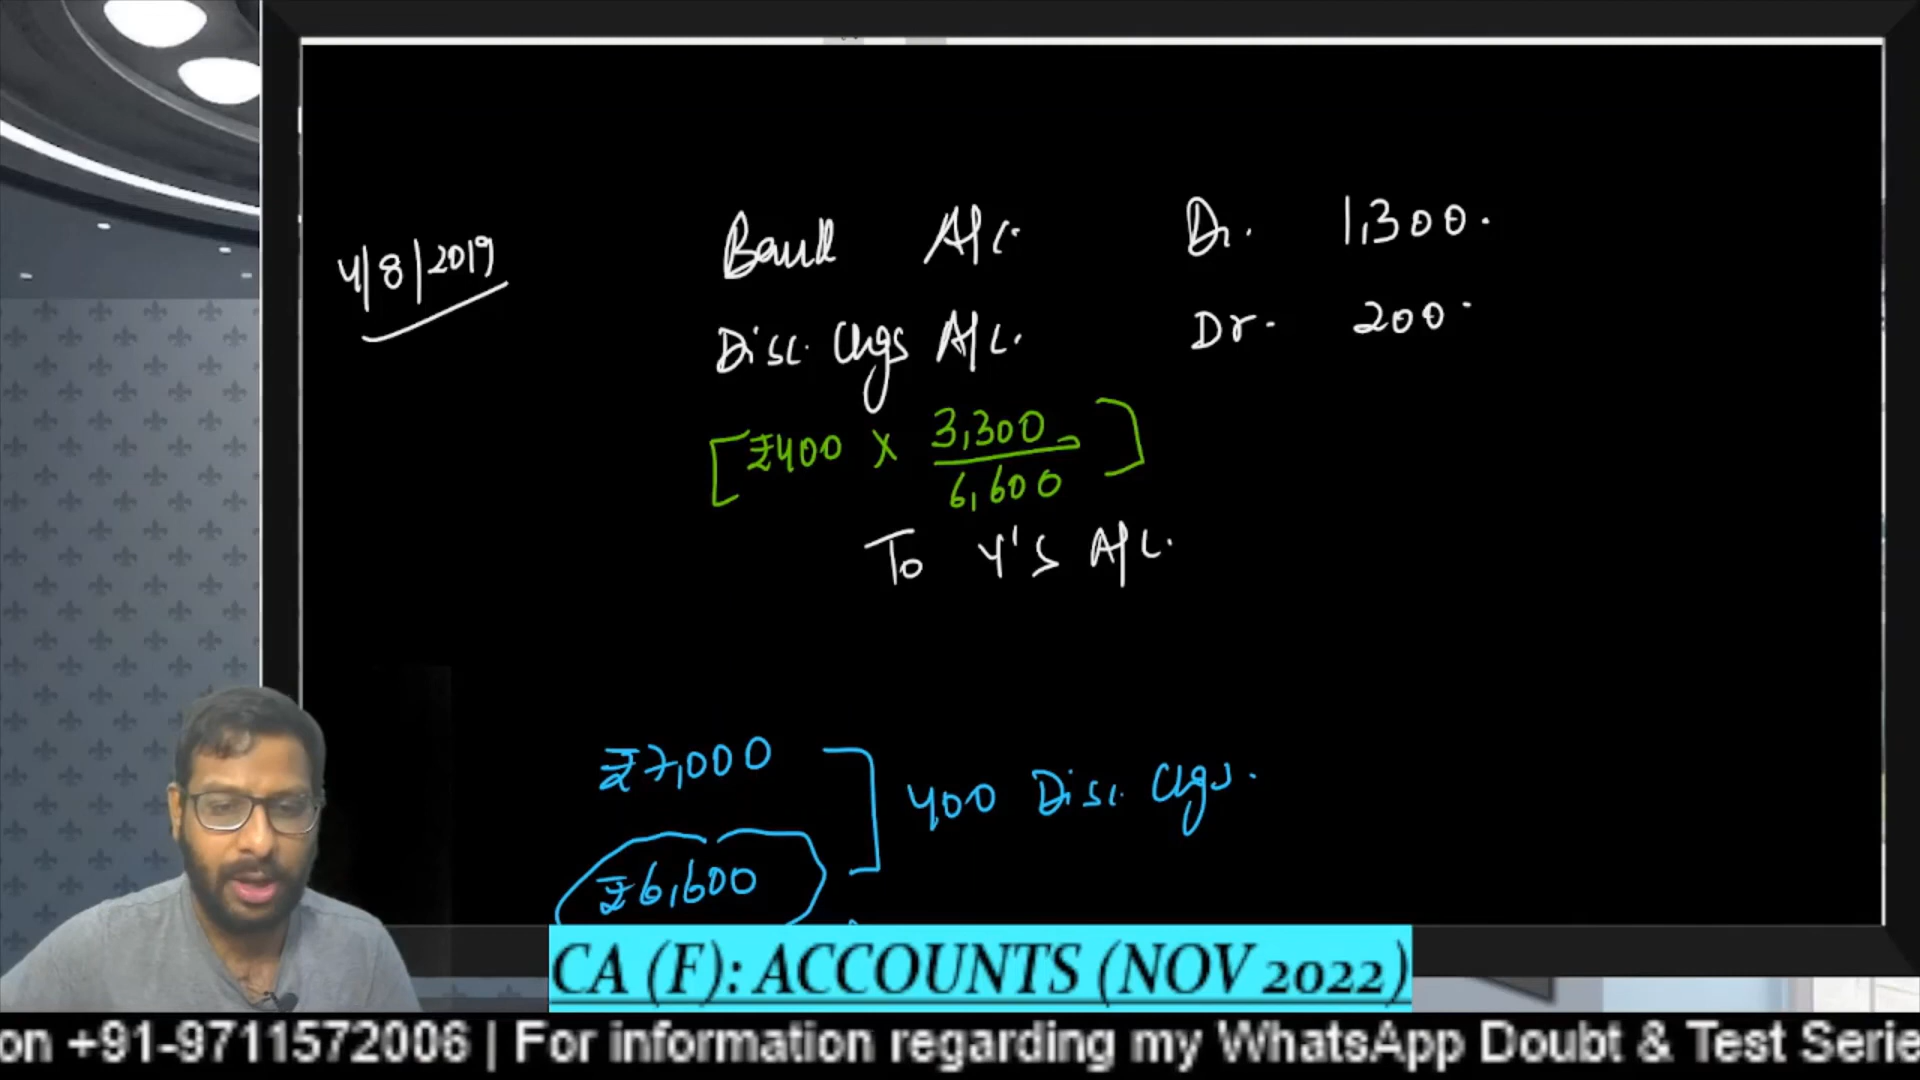 4/8/2019
Bank A/c. Dr. 1,300.
Disc. Chgs A/c. Dr. 200.
[₹400 X 3,300
6,600 ]
To Y's A/c.
₹7,000
400 Disc. Chgs.
₹6,600
CA (F): ACCOUNTS (NOV 2022)
on +91-9711572006 | For information regarding my WhatsApp Doubt & Test Serie